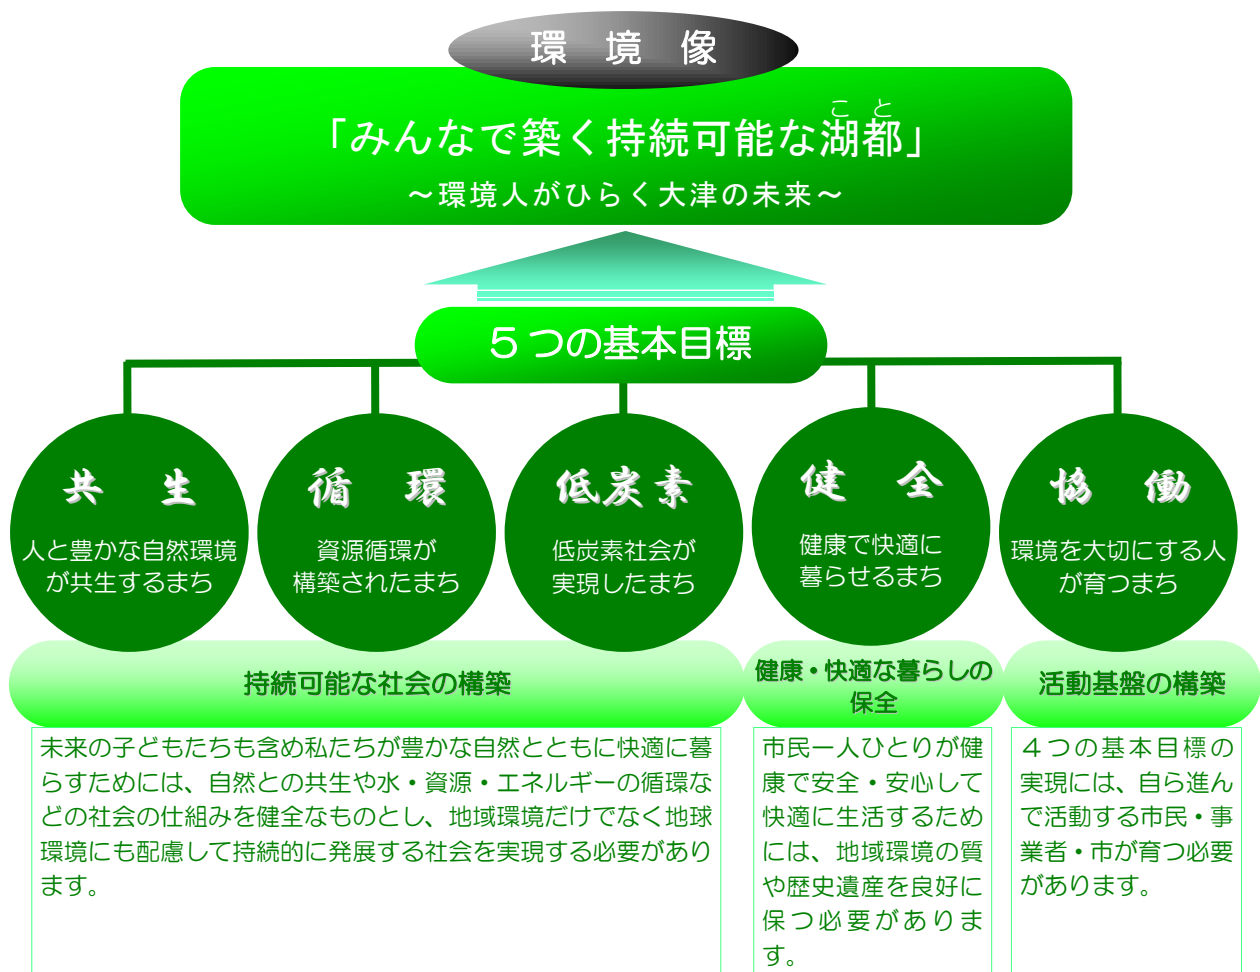 環 境 像
こ と
「みんなで築く持続可能な湖都」
～環境人がひらく大津の未来～
５つの基本目標
共 生
人と豊かな自然環境
が共生するまち
循 環
資源循環が
構築されたまち
低炭素
低炭素社会が
実現したまち
健 全
健康で快適に
暮らせるまち
協 働
環境を大切にする人
が育つまち
持続可能な社会の構築
未来の子どもたちも含め私たちが豊かな自然とともに快適に暮
らすためには、自然との共生や水・資源・エネルギーの循環な
どの社会の仕組みを健全なものとし、地域環境だけでなく地球
環境にも配慮して持続的に発展する社会を実現する必要があり
ます。
健康・快適な暮らしの
保全
市民一人ひとりが健
康で安全・安心して
快適に生活するため
には、地域環境の質
や歴史遺産を良好に
保つ必要がありま
す。
活動基盤の構築
４つの基本目標の
実現には、自ら進ん
で活動する市民・事
業者・市が育つ必要
があります。